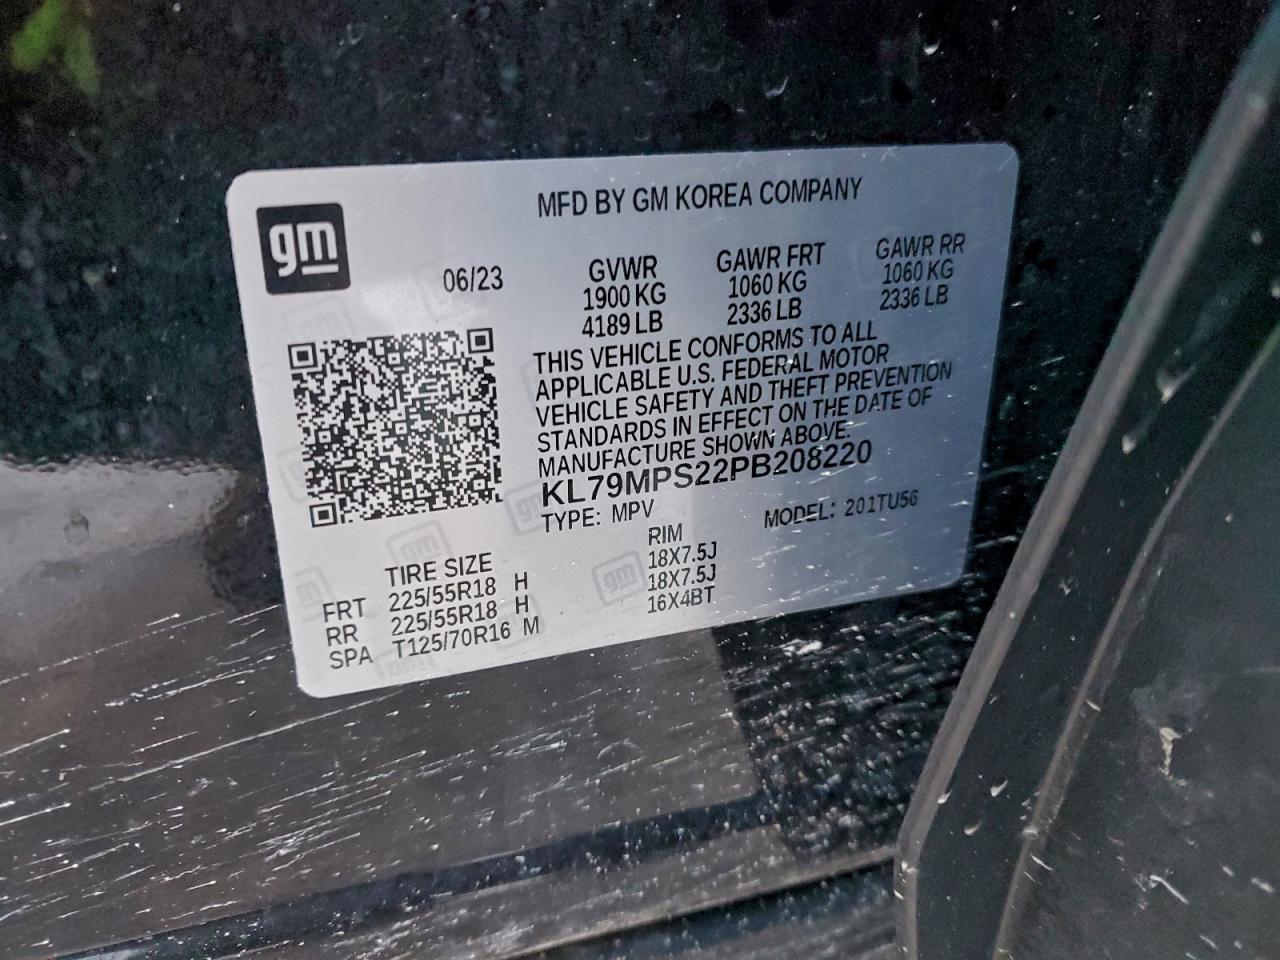 MFD BY GM KOREA COMPANY
gm
06/23
GVWR GAWR FRT GAWR RR
1900 KG 1060 KG 1060 KG
4189 LB 2336 LB 2336 LB
THIS VEHICLE CONFORMS TO ALL
APPLICABLE U.S. FEDERAL MOTOR
VEHICLE SAFETY AND THEFT PREVENTION
STANDARDS IN EFFECT ON THE DATE OF
MANUFACTURE SHOWN ABOVE.
KL79MPS22PB208220
TYPE: MPV MODEL: 201TU56
TIRE SIZE RIM
FRT 225/55R18 H 18X7.5J
RR 225/55R18 H 18X7.5J
SPA T125/70R16 M 16X4BT